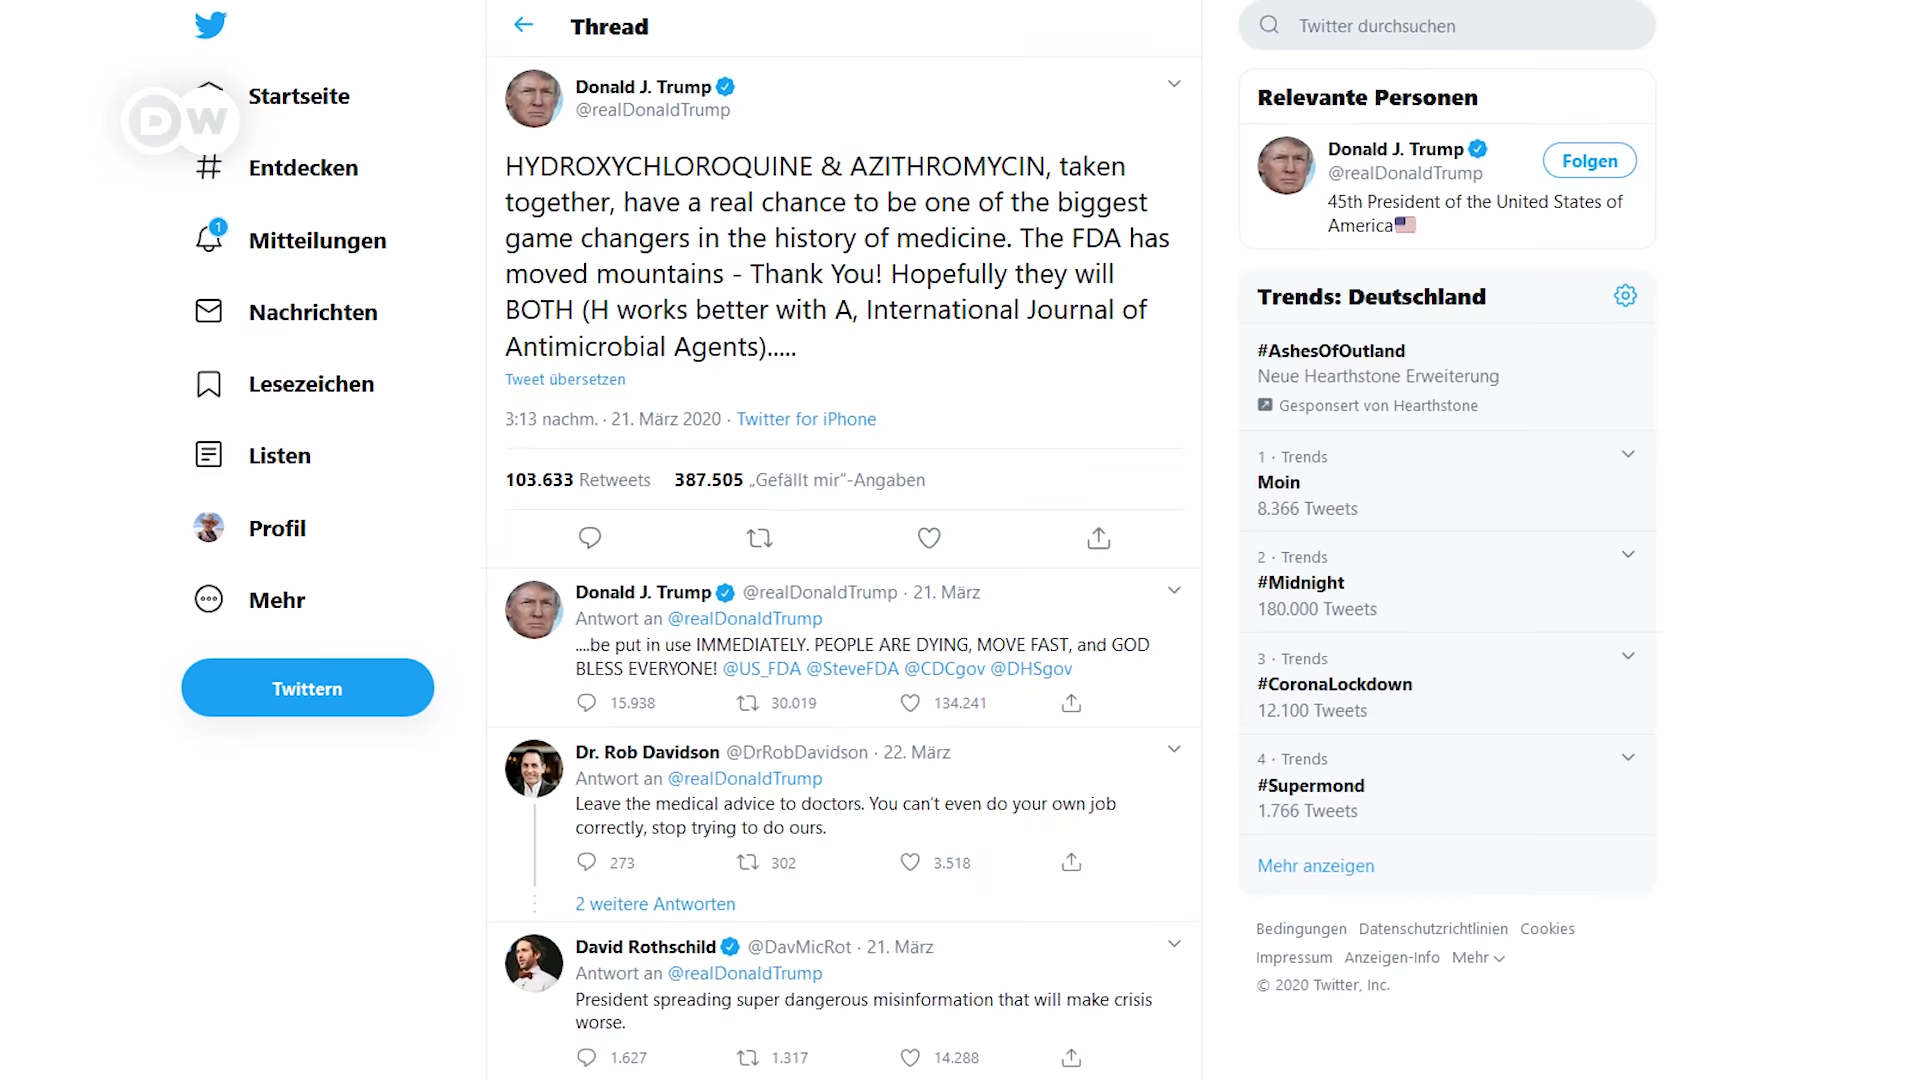 Thread
Donald J. Trump
@realDonaldTrump
HYDROXYCHLOROQUINE & AZITHROMYCIN, taken
together, have a real chance to be one of the biggest
game changers in the history of medicine. The FDA has
moved mountains - Thank You! Hopefully they will
BOTH (H works better with A, International Journal of
Antimicrobial Agents).....
Tweet übersetzen
3:13 nachm. · 21. März 2020 · Twitter for iPhone
103.633 Retweets 387.505 „Gefällt mir“-Angaben
Donald J. Trump @realDonaldTrump · 21. März
Antwort an @realDonaldTrump
....be put in use IMMEDIATELY. PEOPLE ARE DYING, MOVE FAST, and GOD
BLESS EVERYONE! @US_FDA @SteveFDA @CDCgov @DHSgov
15.938 30.019 134.241
Dr. Rob Davidson @DrRobDavidson · 22. März
Antwort an @realDonaldTrump
Leave the medical advice to doctors. You can't even do your own job
correctly, stop trying to do ours.
273 302 3.518
2 weitere Antworten
David Rothschild @DavMicRot · 21. März
Antwort an @realDonaldTrump
President spreading super dangerous misinformation that will make crisis
worse.
1.627 1.317 14.288
DW
Startseite
Entdecken
1
Mitteilungen
Nachrichten
Lesezeichen
Listen
Profil
Mehr
Twittern
Twitter durchsuchen
Relevante Personen
Donald J. Trump
@realDonaldTrump
Folgen
45th President of the United States of
America
Trends: Deutschland
#AshesOfOutland
Neue Hearthstone Erweiterung
Gesponsert von Hearthstone
1 · Trends
Moin
8.366 Tweets
2 · Trends
#Midnight
180.000 Tweets
3 · Trends
#CoronaLockdown
12.100 Tweets
4 · Trends
#Supermond
1.766 Tweets
Mehr anzeigen
Bedingungen Datenschutzrichtlinien Cookies
Impressum Anzeigen-Info Mehr
© 2020 Twitter, Inc.